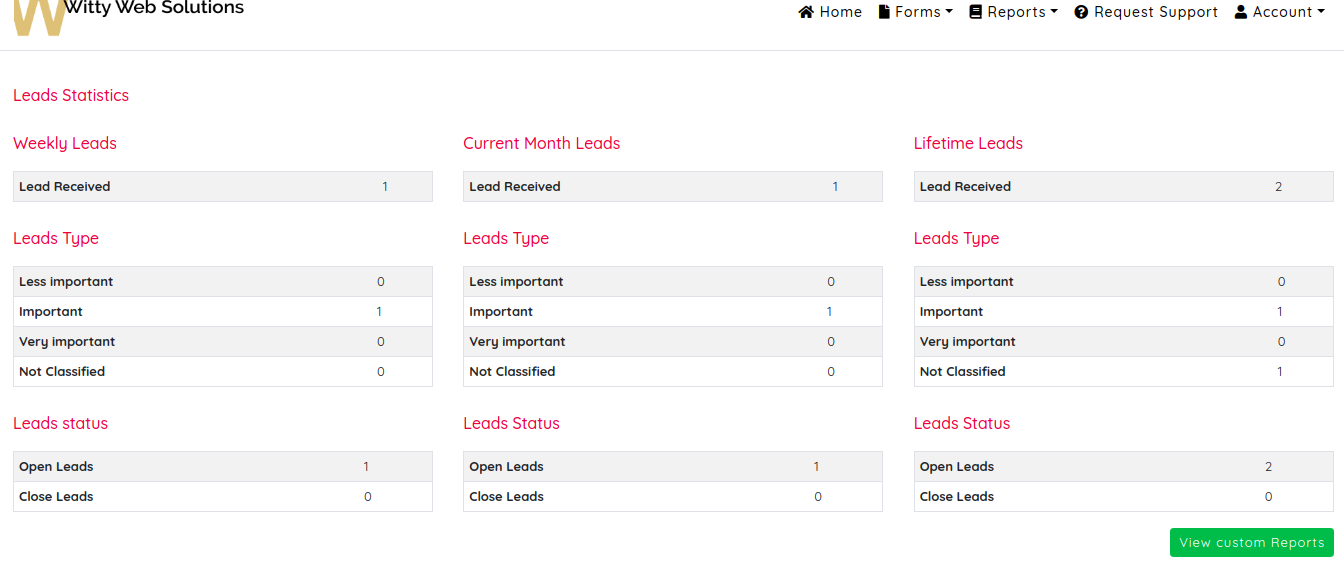 W Witty Web Solutions
Home Forms Reports Request Support Account
Leads Statistics
Weekly Leads
Lead Received 1
Leads Type
Less important 0
Important 1
Very important 0
Not Classified 0
Leads status
Open Leads 1
Close Leads 0
Current Month Leads
Lead Received 1
Leads Type
Less important 0
Important 1
Very important 0
Not Classified 0
Leads Status
Open Leads 1
Close Leads 0
Lifetime Leads
Lead Received 2
Leads Type
Less important 0
Important 1
Very important 0
Not Classified 1
Leads Status
Open Leads 2
Close Leads 0
View custom Reports